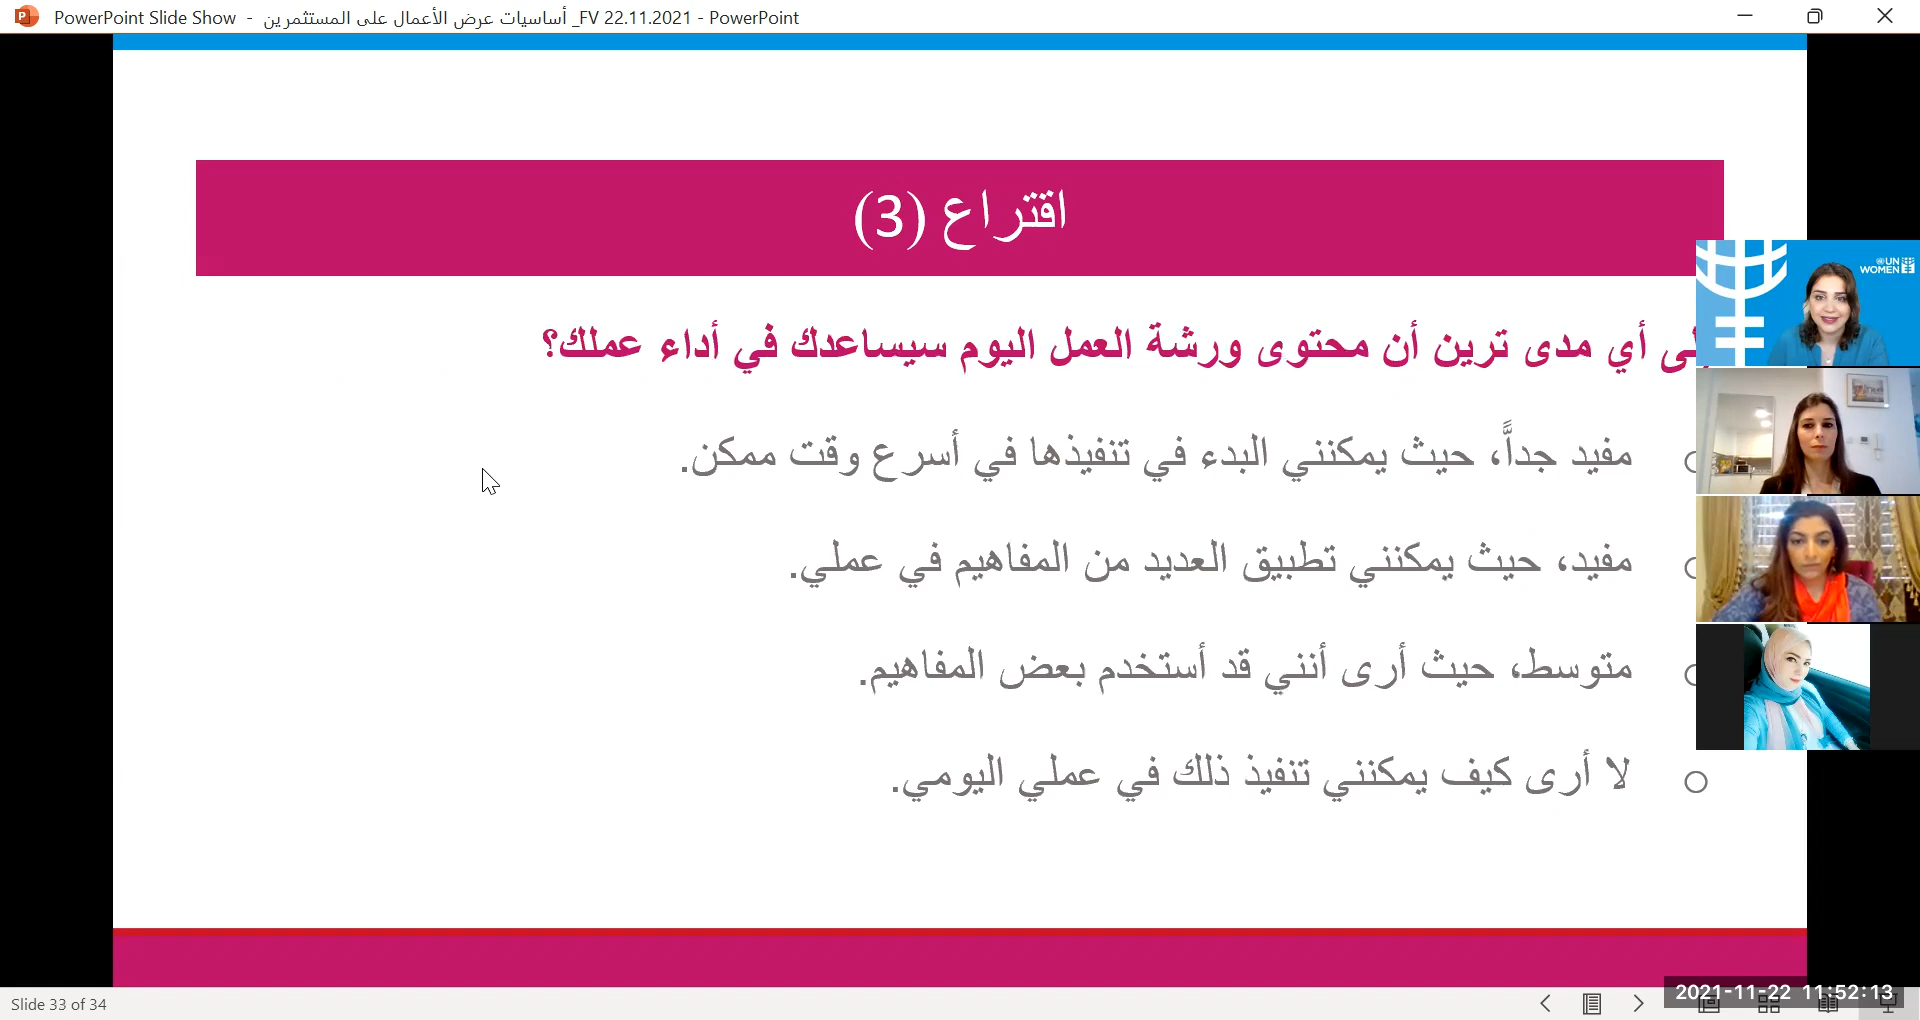 PowerPoint Slide Show - أساسيات عرض الأعمال على المستثمرين _FV 22.11.2021 - PowerPoint
اقتراع (3)
أي مدى ترين أن محتوى ورشة العمل اليوم سيساعدك في أداء عملك؟
مفيد جداً، حيث يمكنني البدء في تنفيذها في أسرع وقت ممكن.
مفيد، حيث يمكنني تطبيق العديد من المفاهيم في عملي.
متوسط، حيث أرى أنني قد أستخدم بعض المفاهيم.
لا أرى كيف يمكنني تنفيذ ذلك في عملي اليومي.
UN
WOMEN
Slide 33 of 34
2021-11-22 11:52:13